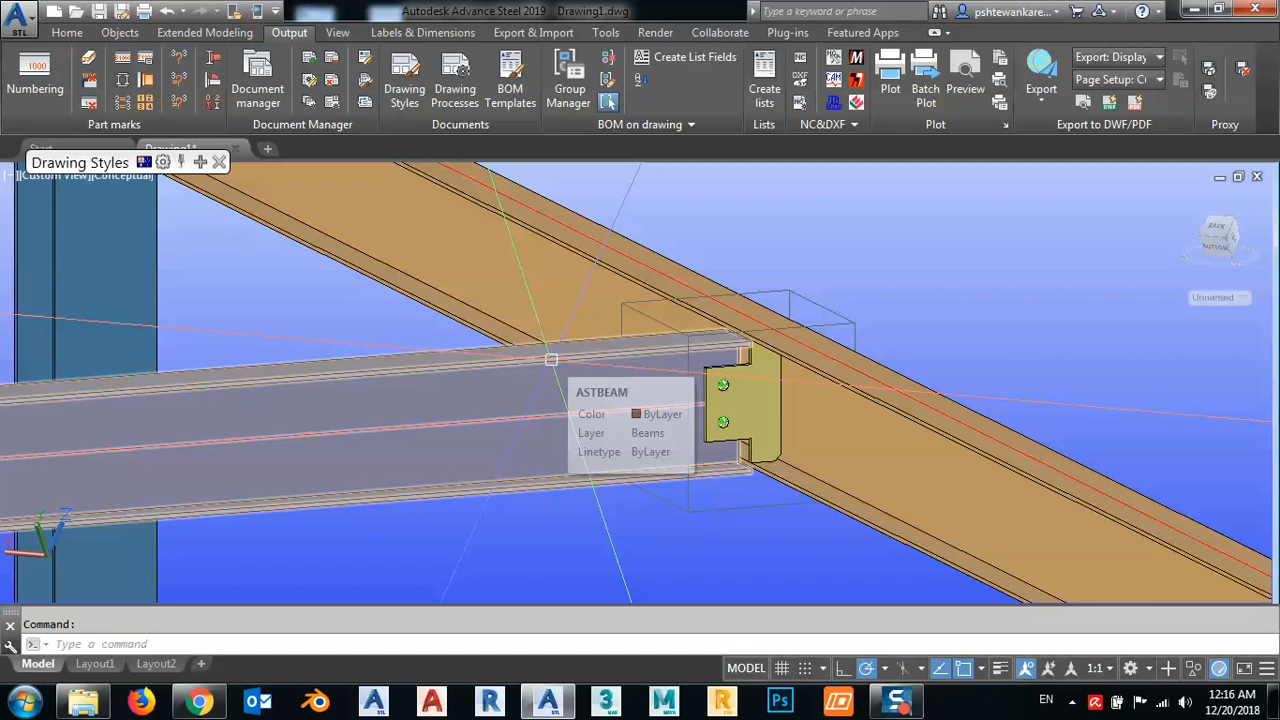 Autodesk Advance Steel 2019 Drawing1.dwg
Type a keyword or phrase
pshtewankare...
STL
Home Objects Extended Modeling Output View Labels & Dimensions Export & Import Tools Render Collaborate Plug-ins Featured Apps
Numbering
Document manager
Drawing Styles
Drawing Processes
BOM Templates
Group Manager
Create List Fields
Create lists
Plot
Batch Plot
Preview
Export
Export: Display
Page Setup: C
Part marks
Document Manager
Documents
BOM on drawing
Lists
NC&DXF
Plot
Export to DWF/PDF
Proxy
Start Drawing1*
Drawing Styles
[−][Custom View][Conceptual]
BACK
Unnamed
ASTBEAM
Color ByLayer
Layer Beams
Linetype ByLayer
Command:
Type a command
Model Layout1 Layout2
MODEL
1:1
EN
12:16 AM
12/20/2018